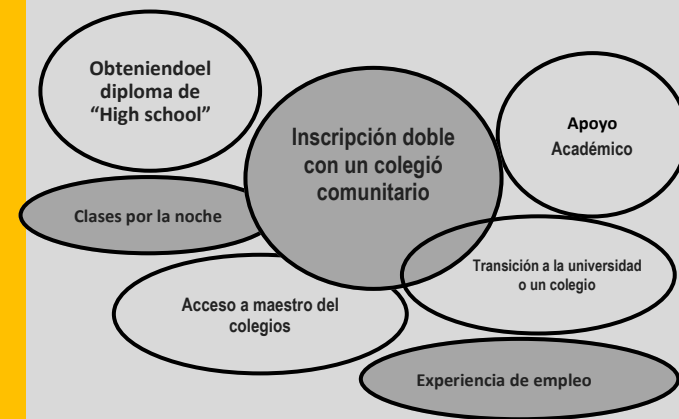 Obteniendoel
diploma de
“High school”
Inscripción doble
con un colegió
comunitario
Apoyo
Académico
Clases por la noche
Transición a la universidad
o un colegio
Acceso a maestro del
colegios
Experiencia de empleo